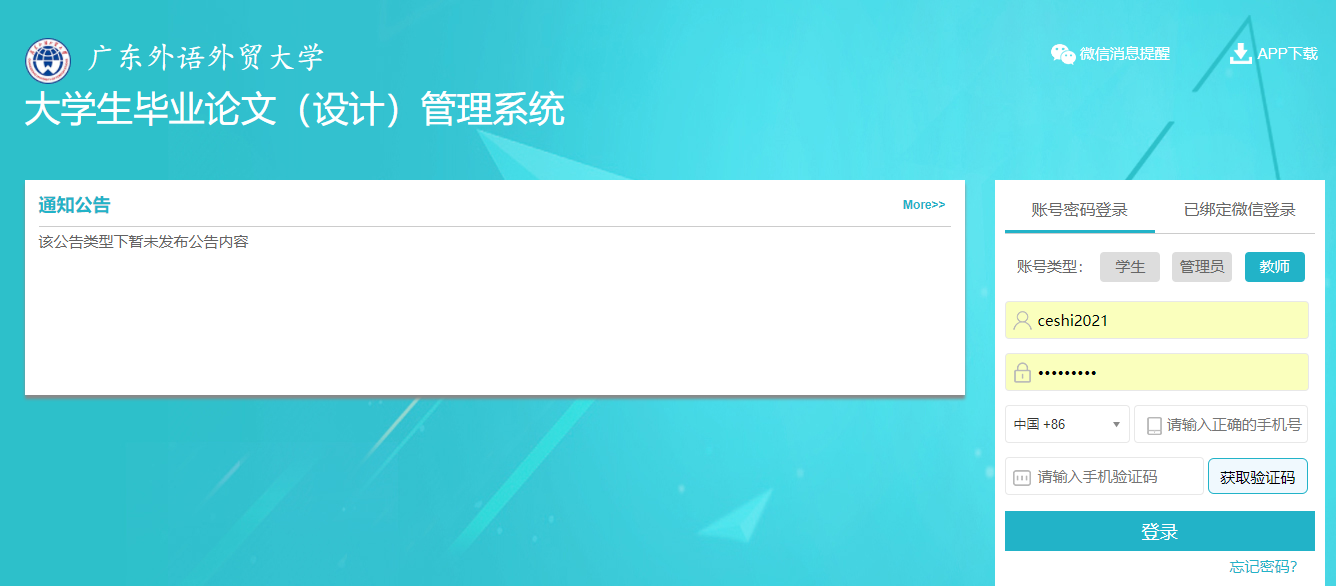 广东外语外贸大学
大学生毕业论文（设计）管理系统
微信消息提醒
APP下载
通知公告
More>>
该公告类型下暂未发布公告内容
账号密码登录
已绑定微信登录
账号类型：
学生
管理员
教师
ceshi2021
•••••••••
中国 +86
请输入正确的手机号
请输入手机验证码
获取验证码
登录
忘记密码？